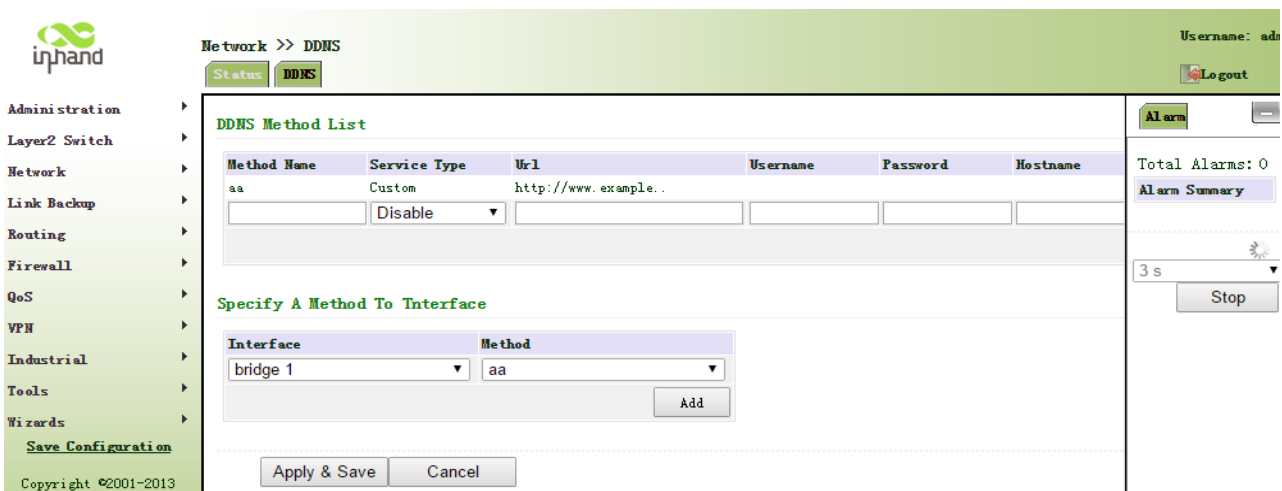 inhand
Network >> DDNS
Username: adm
Status DDNS
Logout
Administration
Layer2 Switch
Network
Link Backup
Routing
Firewall
QoS
VPN
Industrial
Tools
Wizards
Save Configuration
Copyright ©2001-2013
DDNS Method List
Method Name Service Type Url Username Password Hostname
aa Custom http://www.example..
Disable
Specify A Method To Tnterface
Interface Method
bridge 1 aa
Add
Apply & Save Cancel
Alarm
Total Alarms: 0
Alarm Summary
3 s
Stop